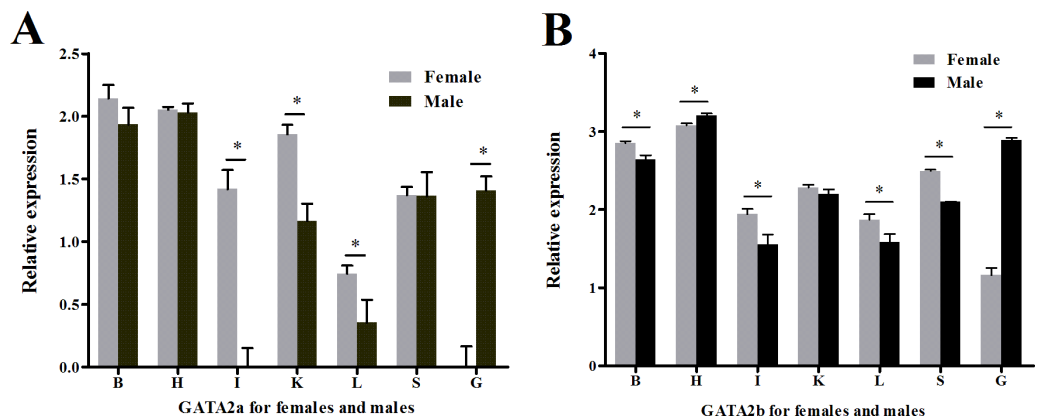 A
Relative expression
2.5
2.0
1.5
1.0
0.5
0.0
Female
Male
*
*
*
*
B H I K L S G
GATA2a for females and males
B
Relative expression
4
3
2
1
0
Female
Male
*
*
*
*
*
*
B H I K L S G
GATA2b for females and males